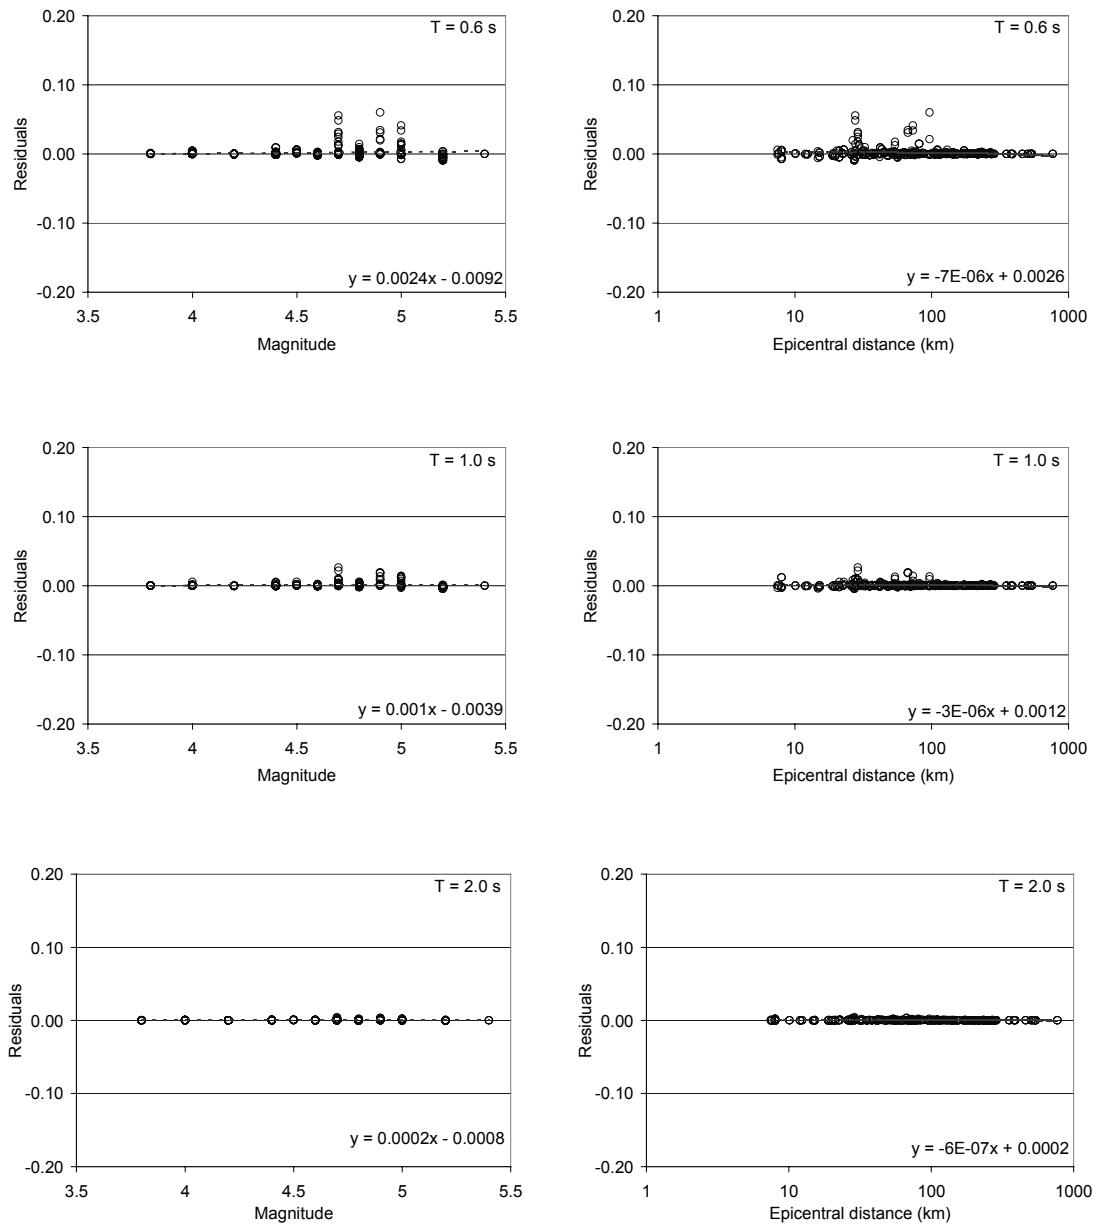 T = 0.6 s
0.20
0.10
0.00
-0.10
-0.20
Residuals
y = 0.0024x - 0.0092
3.5 4 4.5 5 5.5
Magnitude
T = 0.6 s
0.20
0.10
0.00
-0.10
-0.20
Residuals
y = -7E-06x + 0.0026
1 10 100 1000
Epicentral distance (km)
T = 1.0 s
0.20
0.10
0.00
-0.10
-0.20
Residuals
y = 0.001x - 0.0039
3.5 4 4.5 5 5.5
Magnitude
T = 1.0 s
0.20
0.10
0.00
-0.10
-0.20
Residuals
y = -3E-06x + 0.0012
1 10 100 1000
Epicentral distance (km)
T = 2.0 s
0.20
0.10
0.00
-0.10
-0.20
Residuals
y = 0.0002x - 0.0008
3.5 4 4.5 5 5.5
Magnitude
T = 2.0 s
0.20
0.10
0.00
-0.10
-0.20
Residuals
y = -6E-07x + 0.0002
1 10 100 1000
Epicentral distance (km)